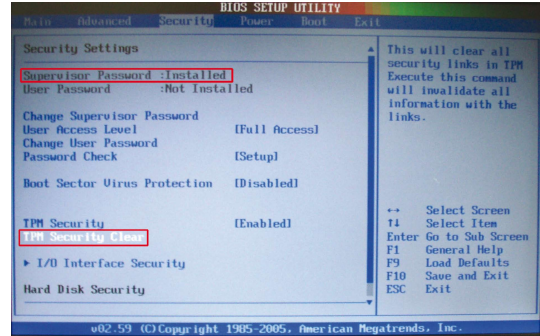 BIOS SETUP UTILITY
Main Advanced Security Power Boot Exit
Security Settings
Supervisor Password :Installed
User Password :Not Installed
Change Supervisor Password
User Access Level [Full Access]
Change User Password
Password Check [Setup]
Boot Sector Virus Protection [Disabled]
TPM Security [Enabled]
TPM Security Clear
▶ I/O Interface Security
Hard Disk Security
This will clear all
security links in TPM
Execute this command
will invalidate all
information with the
links.
↔ Select Screen
↑↓ Select Item
Enter Go to Sub Screen
F1 General Help
F9 Load Defaults
F10 Save and Exit
ESC Exit
v02.59 (C)Copyright 1985-2005, American Megatrends, Inc.